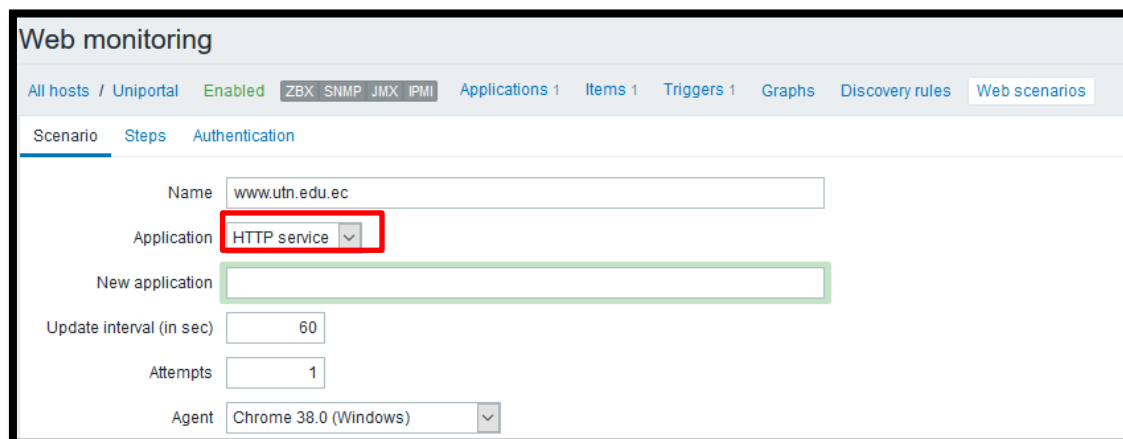 Web monitoring
All hosts / Uniportal Enabled ZBX SNMP JMX IPMI Applications 1 Items 1 Triggers 1 Graphs Discovery rules Web scenarios
Scenario Steps Authentication
Name www.utn.edu.ec
Application HTTP service
New application
Update interval (in sec) 60
Attempts 1
Agent Chrome 38.0 (Windows)